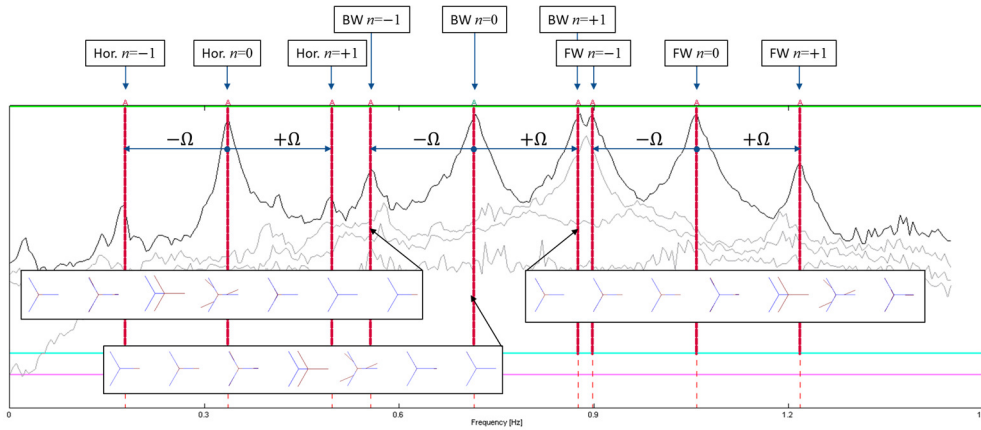 BW n=−1
BW n=0
BW n=+1
Hor. n=−1
Hor. n=0
Hor. n=+1
FW n=−1
FW n=0
FW n=+1
−Ω
+Ω
−Ω
+Ω
−Ω
+Ω
0
0.3
0.6
0.9
1.2
1
Frequency [Hz]